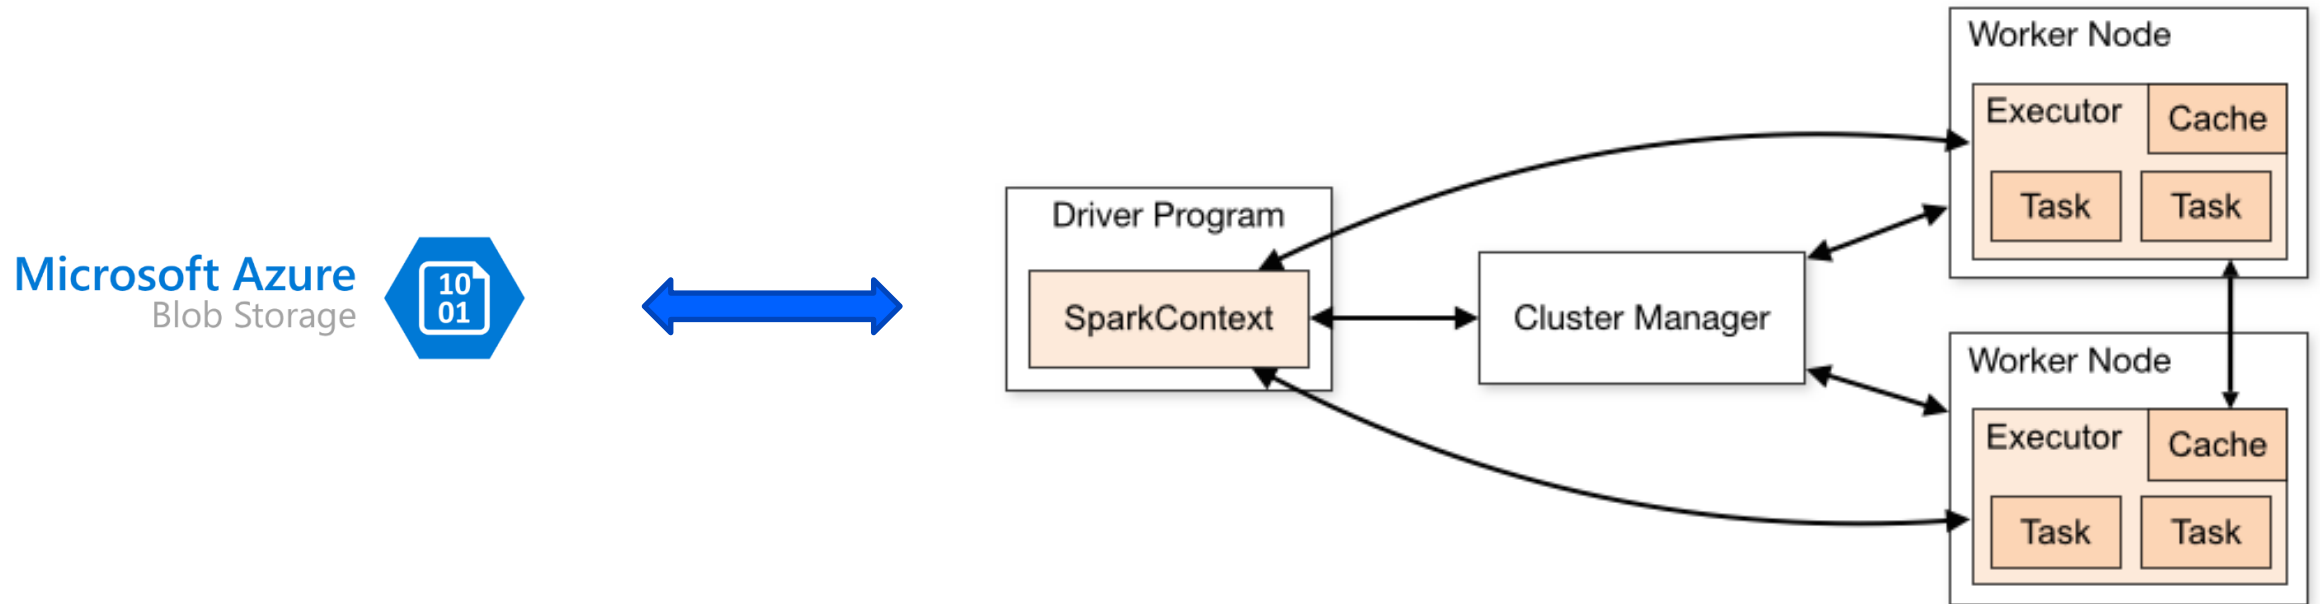 Microsoft Azure
Blob Storage
10
01
Driver Program
SparkContext
Cluster Manager
Worker Node
Executor
Cache
Task
Task
Worker Node
Executor
Cache
Task
Task